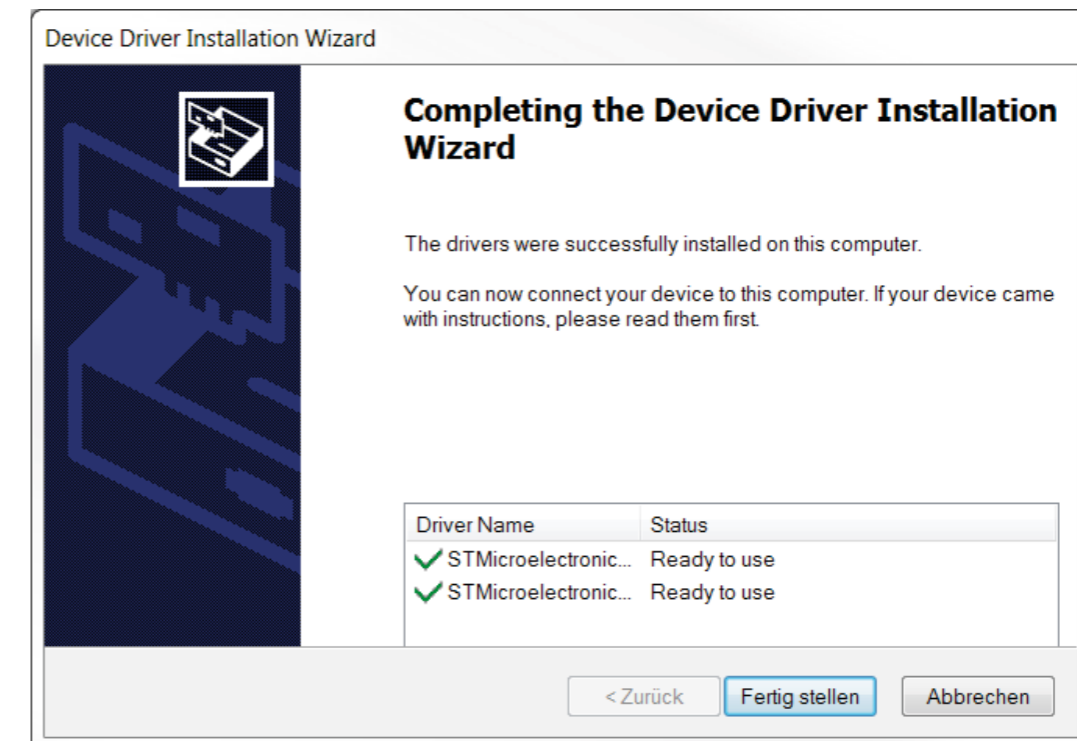 Device Driver Installation Wizard
Completing the Device Driver Installation
Wizard
The drivers were successfully installed on this computer.
You can now connect your device to this computer. If your device came
with instructions, please read them first.
Driver Name Status
STMicroelectronic... Ready to use
STMicroelectronic... Ready to use
< Zurück Fertig stellen Abbrechen